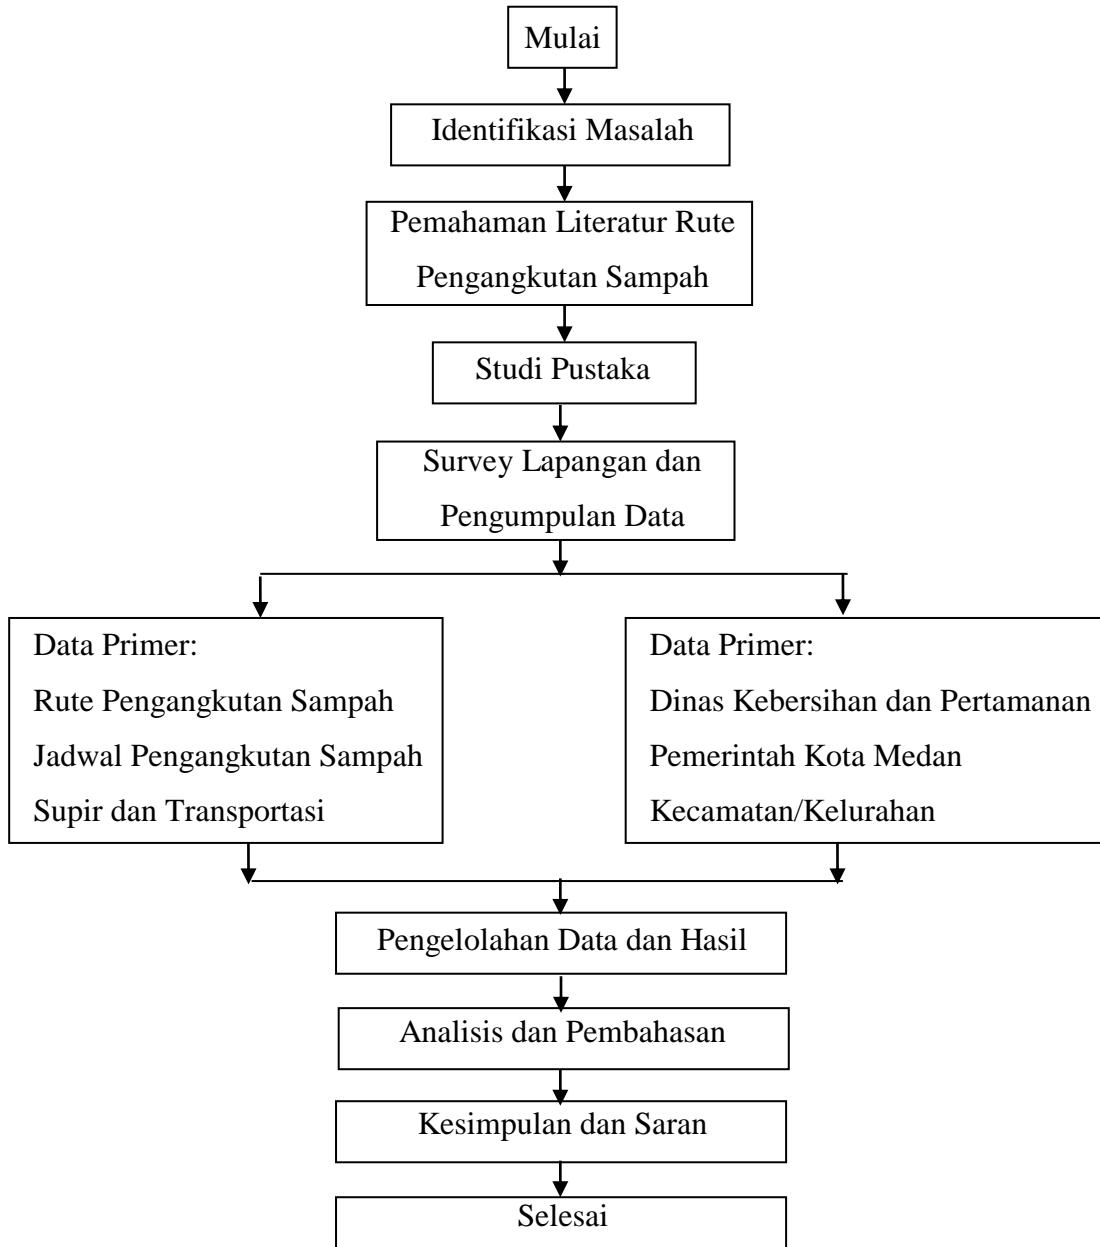 Mulai
Identifikasi Masalah
Pemahaman Literatur Rute
Pengangkutan Sampah
Studi Pustaka
Survey Lapangan dan
Pengumpulan Data
Data Primer:
Rute Pengangkutan Sampah
Jadwal Pengangkutan Sampah
Supir dan Transportasi
Data Primer:
Dinas Kebersihan dan Pertamanan
Pemerintah Kota Medan
Kecamatan/Kelurahan
Pengelolahan Data dan Hasil
Analisis dan Pembahasan
Kesimpulan dan Saran
Selesai